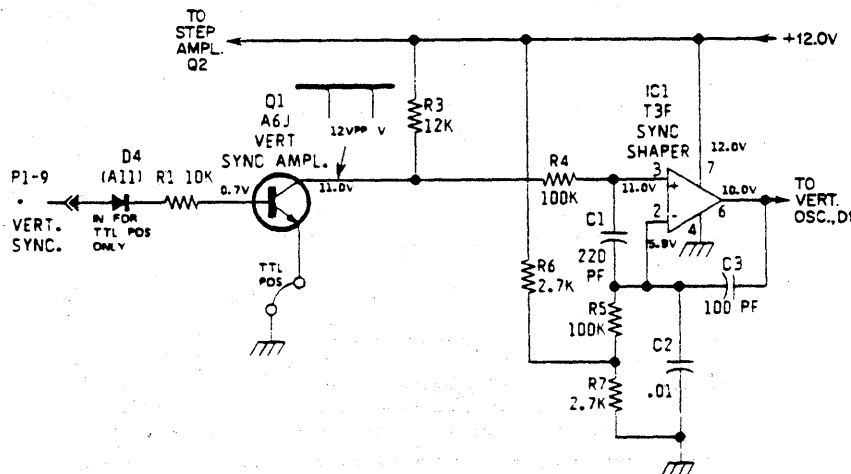 TO
STEP
AMPL.
Q2
+12.0V
Q1
A6J
VERT
SYNC AMPL.
12VPP V
R3
12K
IC1
T3F
SYNC
SHAPER
12.0V
7
P1-9
VERT.
SYNC.
D4
(A11)
R1 10K
IN FOR
TTL POS
ONLY
0.7V
11.0V
R4
100K
11.0V
3
+
2
-
5.8V
4
10.0V
6
TO
VERT.
OSC.,D9
C1
220
PF
C3
100 PF
TTL
POS
R6
2.7K
R5
100K
C2
.01
R7
2.7K